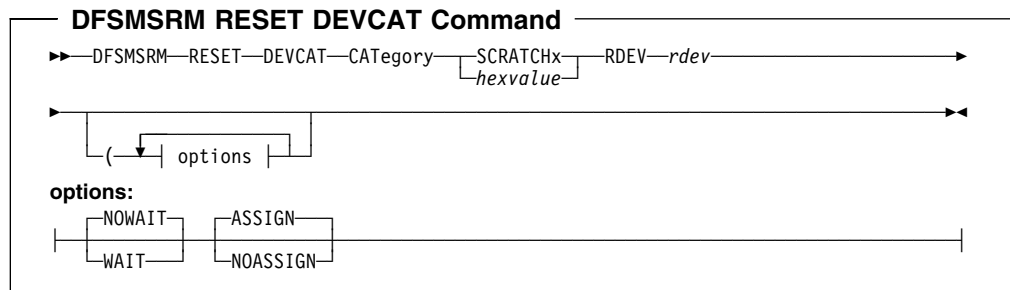 DFSMSRM RESET DEVCAT Command
DFSMSRM RESET DEVCAT CATegory SCRATCHx RDEV rdev
hexvalue
( options
options:
NOWAIT ASSIGN
WAIT NOASSIGN